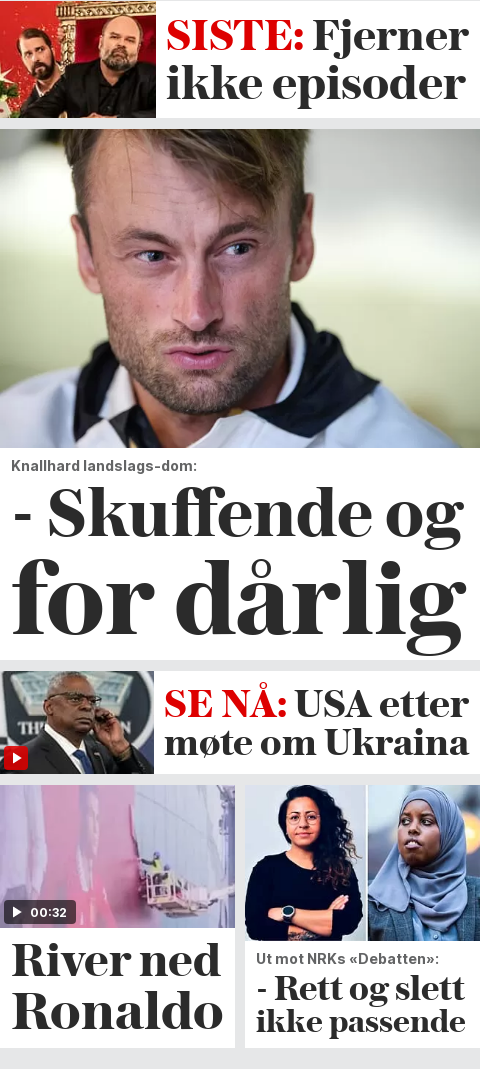 SISTE: Fjerner
ikke episoder
Knallhard landslags-dom:
- Skuffende og
for dårlig
SE NÅ: USA etter
møte om Ukraina
00:32
River ned
Ronaldo
Ut mot NRKs «Debatten»:
- Rett og slett
ikke passende